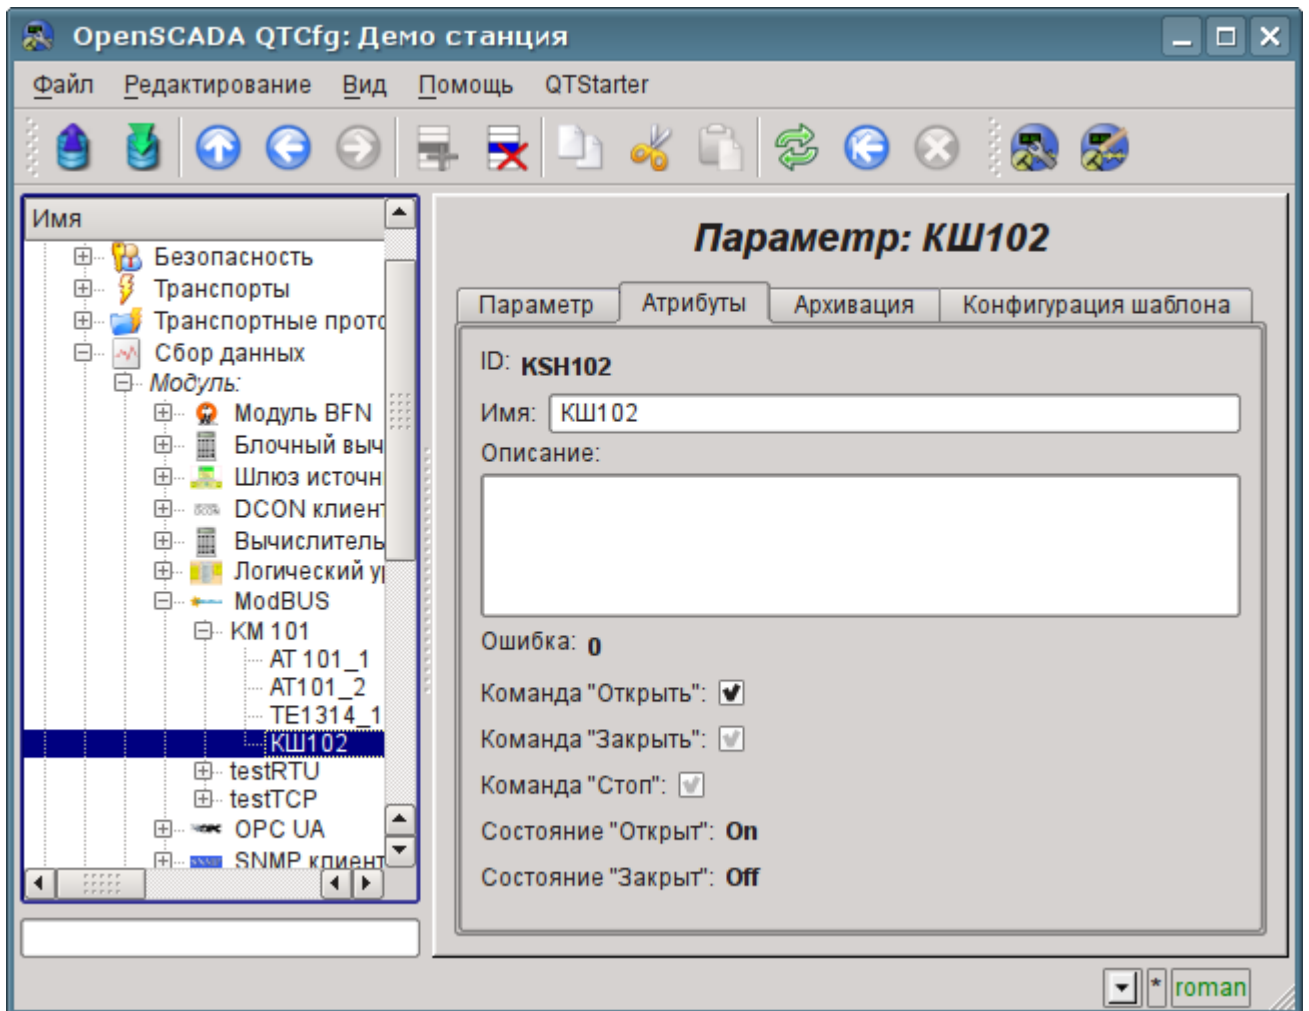 OpenSCADA QTCfg: Демо станция
Файл Редактирование Вид Помощь QTStarter
Имя
Безопасность
Транспорты
Транспортные прото
Сбор данных
Модуль:
Модуль BFN
Блочный выч
Шлюз источн
DCON клиент
Вычислитель
Логический у
ModBUS
КМ 101
AT 101_1
AT101_2
TE1314_1
КШ102
testRTU
testTCP
OPC UA
SNMP клиент
Параметр: КШ102
Параметр Атрибуты Архивация Конфигурация шаблона
ID: KSH102
Имя: КШ102
Описание:
Ошибка: 0
Команда "Открыть":
Команда "Закрыть":
Команда "Стоп":
Состояние "Открыт": On
Состояние "Закрыт": Off
* roman